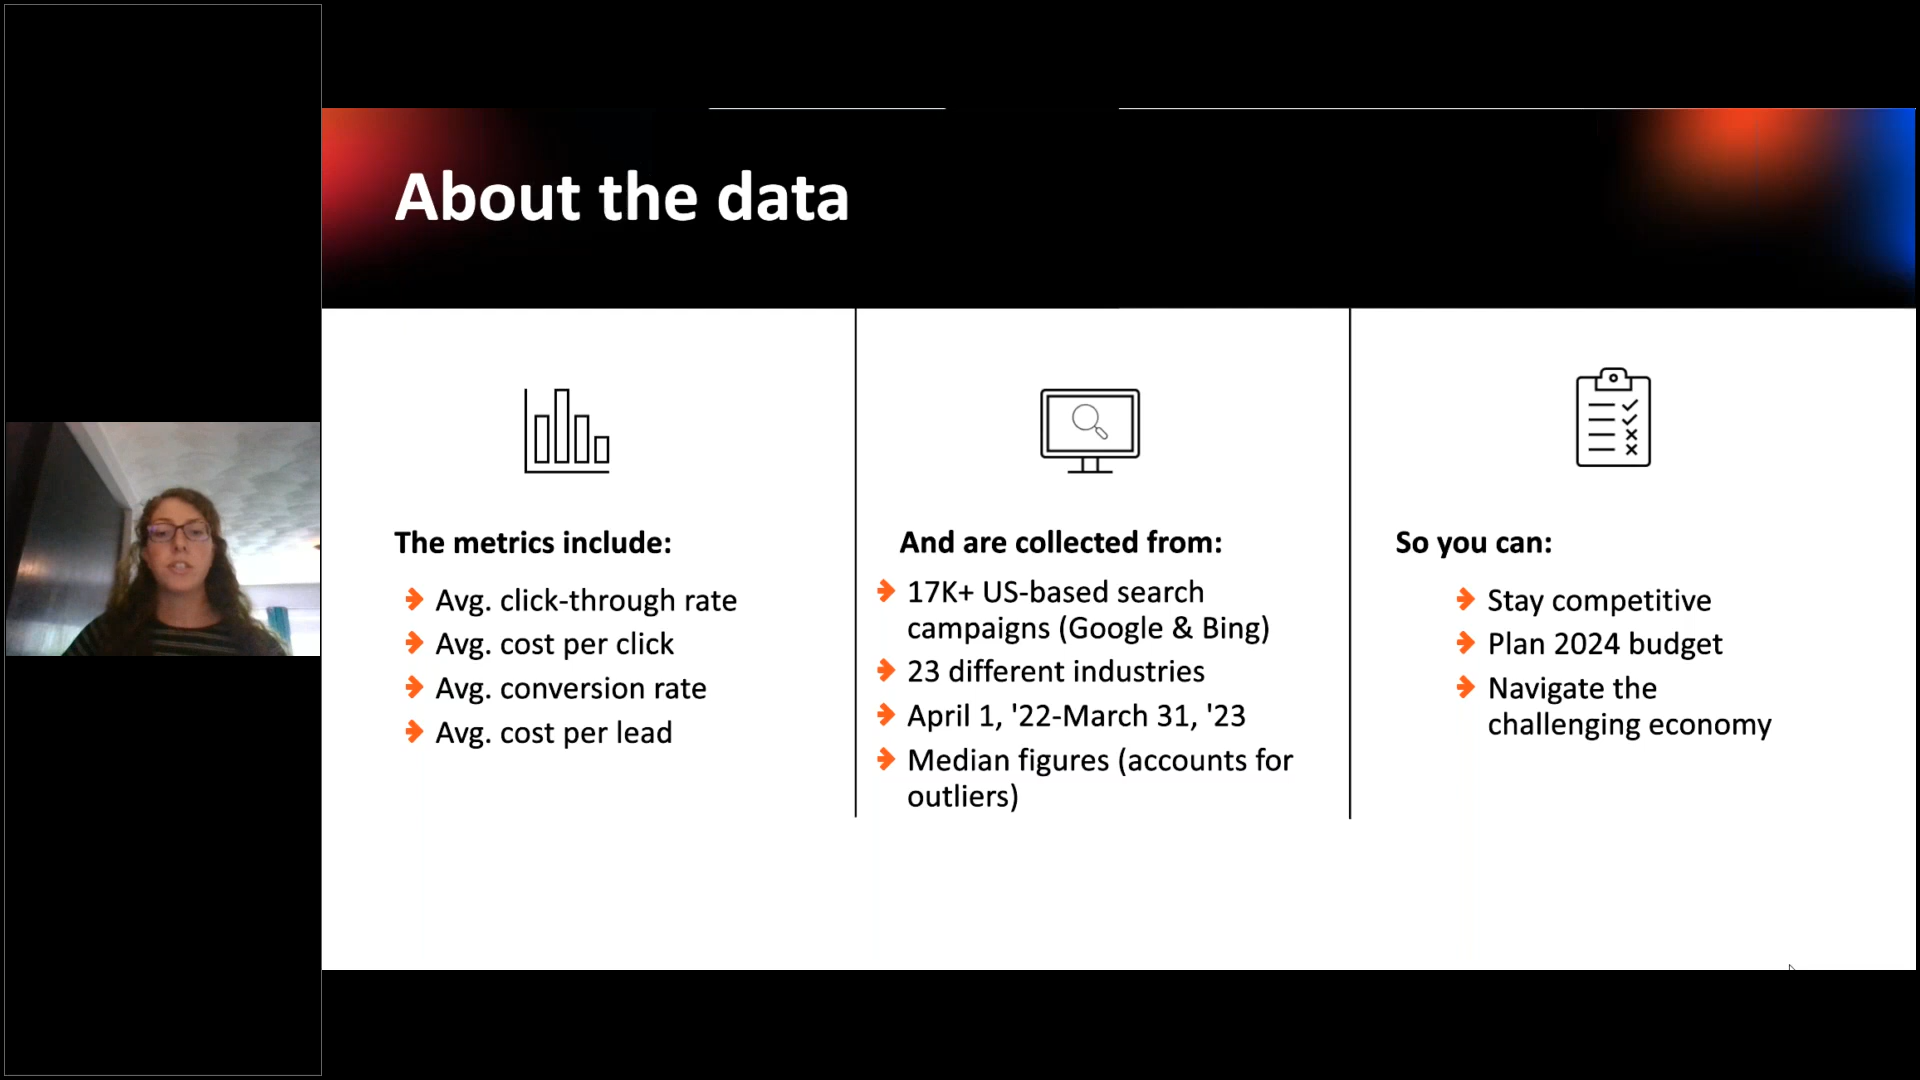 About the data
The metrics include:
Avg. click-through rate
Avg. cost per click
Avg. conversion rate
Avg. cost per lead
And are collected from:
17K+ US-based search
campaigns (Google & Bing)
23 different industries
April 1, '22-March 31, '23
Median figures (accounts for
outliers)
So you can:
Stay competitive
Plan 2024 budget
Navigate the
challenging economy